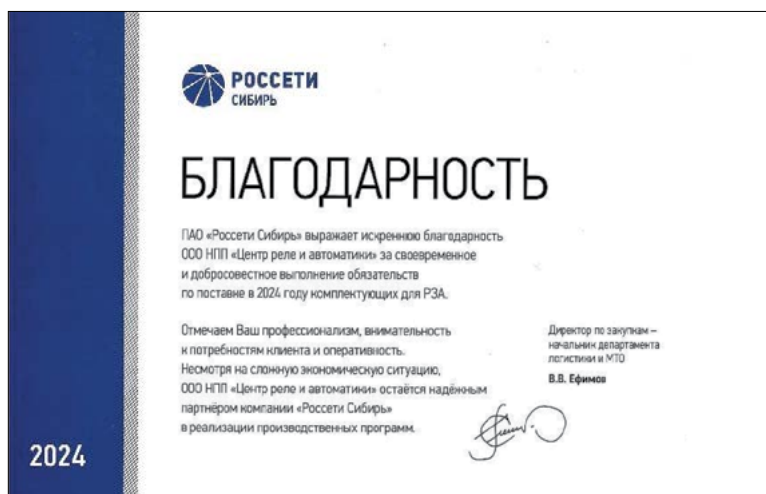 РОССЕТИ
СИБИРЬ
БЛАГОДАРНОСТЬ
ПАО «Россети Сибирь» выражает искреннюю благодарность
ООО НПП «Центр реле и автоматики» за своевременное
и добросовестное выполнение обязательств
по поставке в 2024 году комплектующих для РЗА.
Отмечаем Ваш профессионализм, внимательность
к потребностям клиента и оперативность.
Несмотря на сложную экономическую ситуацию,
ООО НПП «Центр реле и автоматики» остаётся надёжным
партнёром компании «Россети Сибирь»
в реализации производственных программ.
Директор по закупкам –
начальник департамента
логистики и МТО
В.В. Ефимов
2024